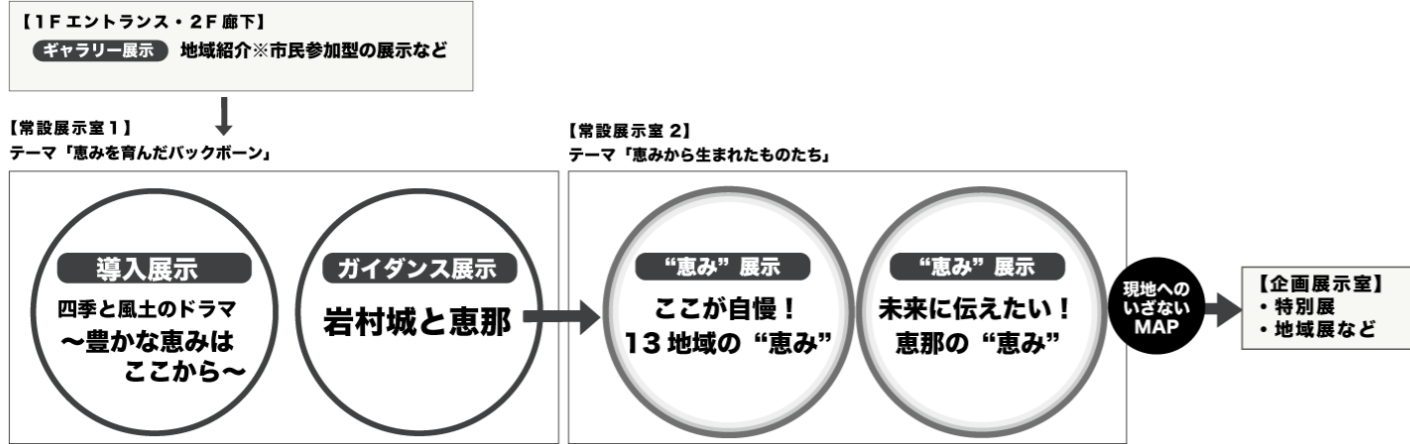 【1Fエントランス・2F廊下】
ギャラリー展示 地域紹介※市民参加型の展示など
【常設展示室1】
テーマ「恵みを育んだバックボーン」
導入展示
四季と風土のドラマ
〜豊かな恵みは
ここから〜
ガイダンス展示
岩村城と恵那
【常設展示室2】
テーマ「恵みから生まれたものたち」
“恵み”展示
ここが自慢！
13地域の“恵み”
“恵み”展示
未来に伝えたい！
恵那の“恵み”
現地への
いざない
MAP
【企画展示室】
・特別展
・地域展など